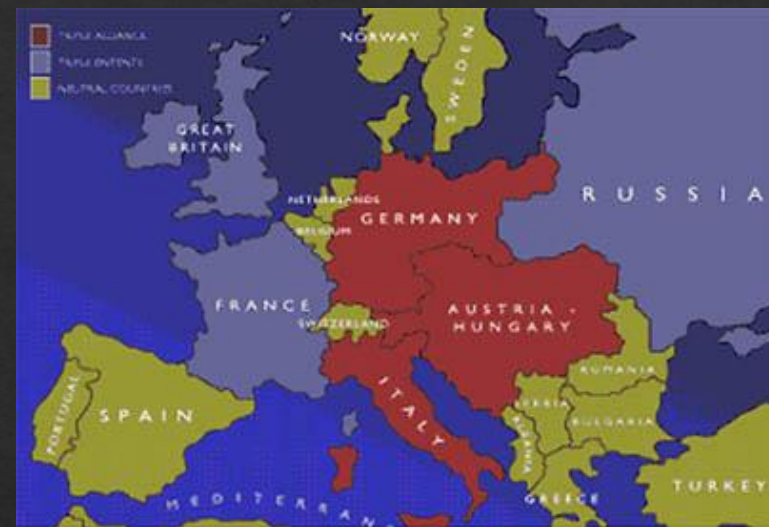 TRIPLE ALLIANCE
TRIPLE ENTENTE
NEUTRAL COUNTRIES
NORWAY
SWEDEN
GREAT
BRITAIN
RUSSIA
NETHERLANDS
GERMANY
BELGIUM
FRANCE
SWITZERLAND
AUSTRIA -
HUNGARY
ITALY
RUMANIA
SERBIA
BULGARIA
ALBANIA
PORTUGAL
SPAIN
GREECE
TURKEY